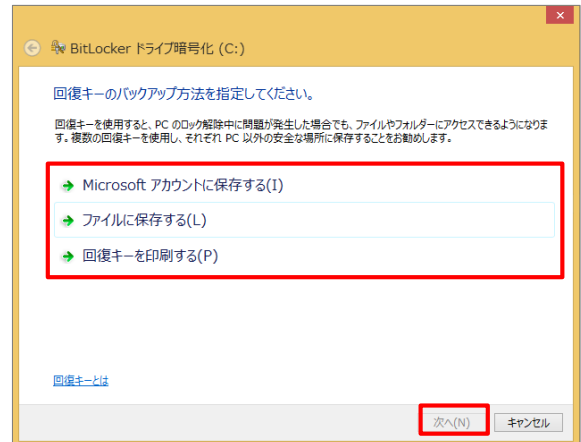 BitLocker ドライブ暗号化 (C:)
回復キーのバックアップ方法を指定してください。
回復キーを使用すると、PC のロック解除中に問題が発生した場合でも、ファイルやフォルダーにアクセスできるようになりま
す。複数の回復キーを使用し、それぞれ PC 以外の安全な場所に保存することをお勧めします。
Microsoft アカウントに保存する(I)
ファイルに保存する(L)
回復キーを印刷する(P)
回復キーとは
次へ(N) キャンセル